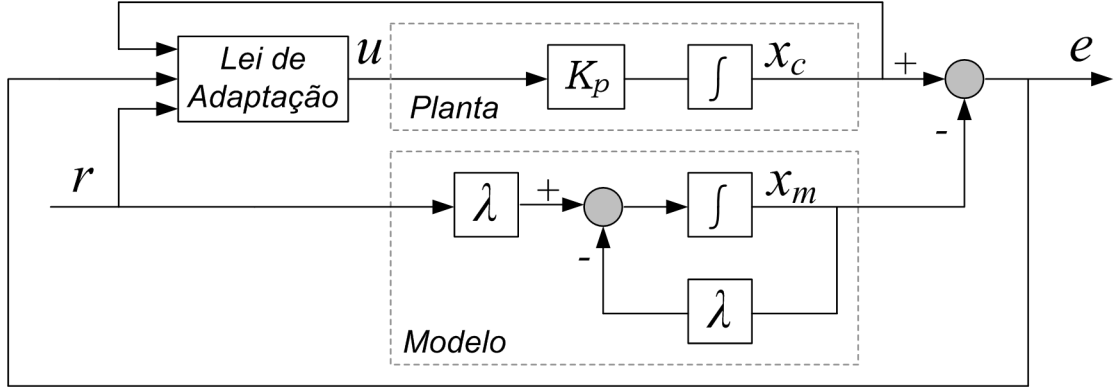 Lei de
Adaptação
u
Planta
K_p
∫
x_c
+
-
e
r
λ
+
-
∫
x_m
λ
Modelo